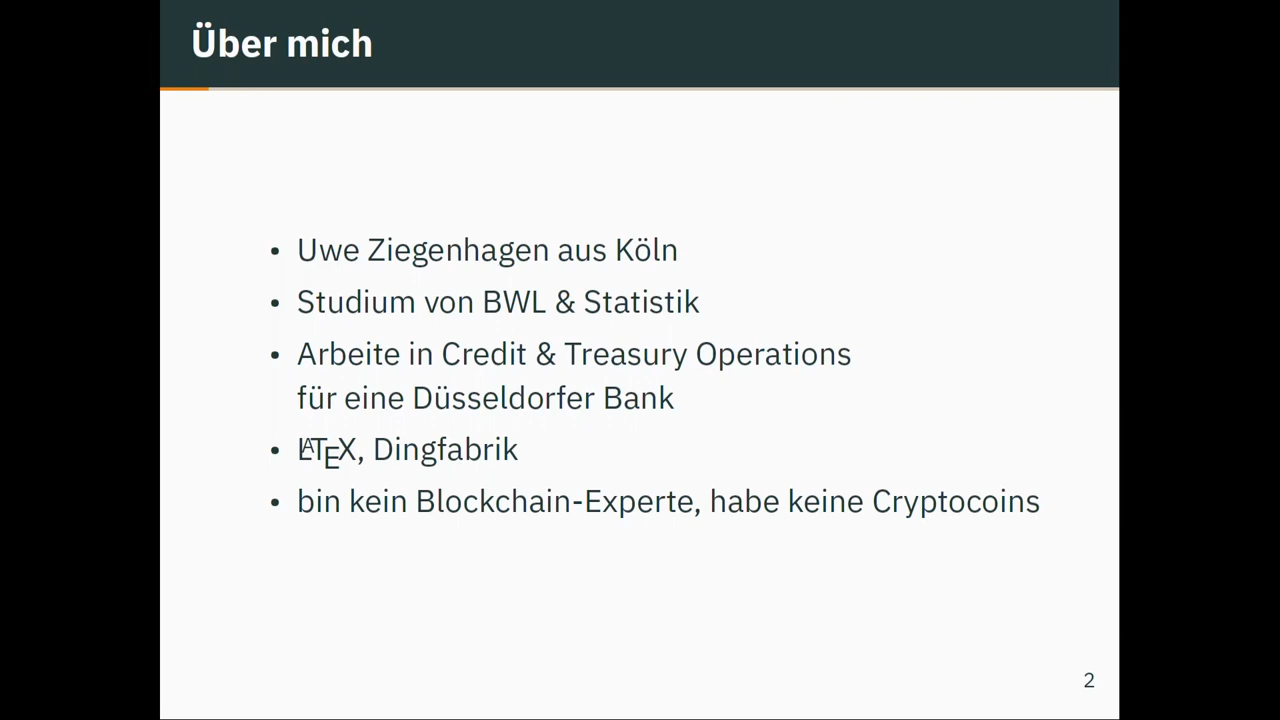 Über mich
• Uwe Ziegenhagen aus Köln
• Studium von BWL & Statistik
• Arbeite in Credit & Treasury Operations
für eine Düsseldorfer Bank
• LATEX, Dingfabrik
• bin kein Blockchain-Experte, habe keine Cryptocoins
2